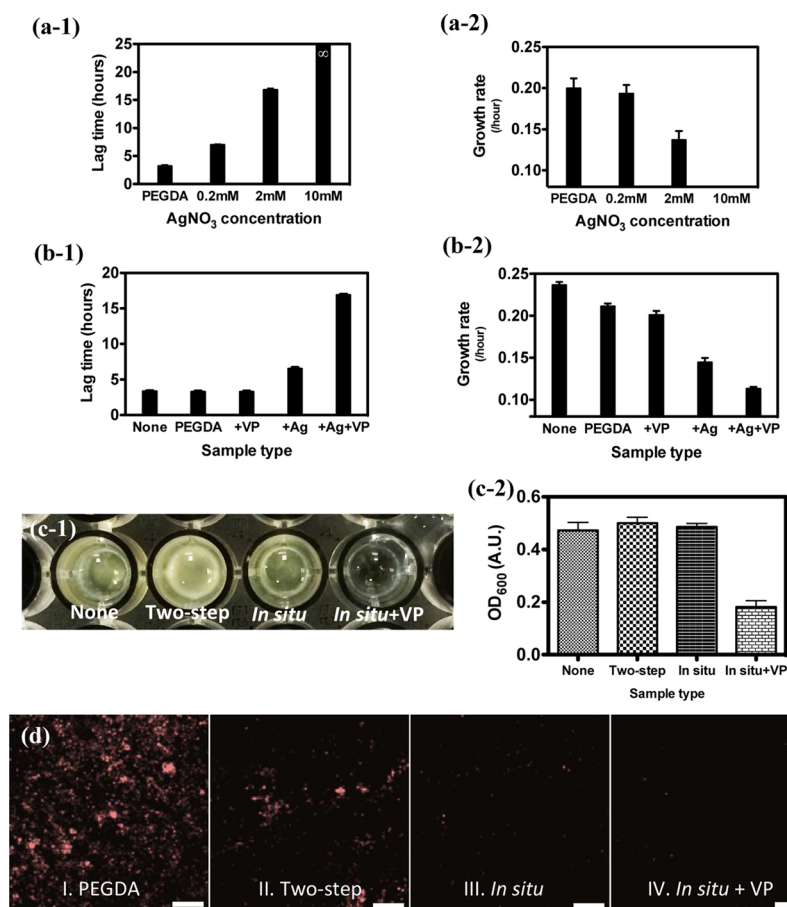 (a-1)
Lag time (hours)
25
20
15
10
5
0
∞
PEGDA 0.2mM 2mM 10mM
AgNO₃ concentration
(a-2)
Growth rate
(/hour)
0.20
0.15
0.10
PEGDA 0.2mM 2mM 10mM
AgNO₃ concentration
(b-1)
Lag time (hours)
20
15
10
5
0
None PEGDA +VP +Ag +Ag+VP
Sample type
(b-2)
Growth rate
(/hour)
0.25
0.20
0.15
0.10
None PEGDA +VP +Ag +Ag+VP
Sample type
(c-1)
None Two-step In situ In situ+VP
(c-2)
OD₆₀₀ (A.U.)
0.6
0.4
0.2
0.0
None Two-step In situ In situ+VP
Sample type
(d)
I. PEGDA II. Two-step III. In situ IV. In situ + VP